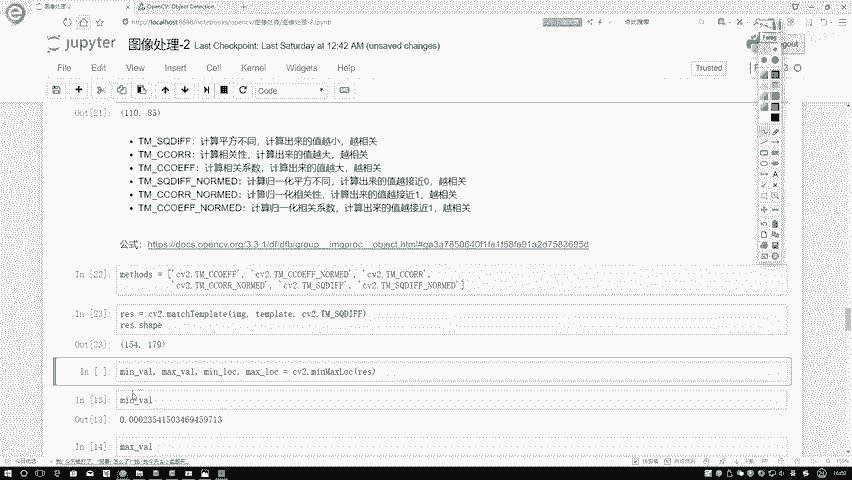 图像处理-2
OpenCV: Object Detection
http://localhost:8888/notebooks/opencv/图像处理/图像处理-2.ipynb
jupyter 图像处理-2 Last Checkpoint: Last Saturday at 12:42 AM (unsaved changes)
File Edit View Insert Cell Kernel Widgets Help Trusted
Code
Out[21]: (110, 85)
• TM_SQDIFF：计算平方不同，计算出来的值越小，越相关
• TM_CCORR：计算相关性，计算出来的值越大，越相关
• TM_CCOEFF：计算相关系数，计算出来的值越大，越相关
• TM_SQDIFF_NORMED：计算归一化平方不同，计算出来的值越接近0，越相关
• TM_CCORR_NORMED：计算归一化相关性，计算出来的值越接近1，越相关
• TM_CCOEFF_NORMED：计算归一化相关系数，计算出来的值越接近1，越相关
公式：https://docs.opencv.org/3.3.1/df/dfb/group__imgproc__object.html#ga3a7850640f1fe1f58fe91a2d7583695d
In [22]: methods = ['cv2.TM_CCOEFF', 'cv2.TM_CCOEFF_NORMED', 'cv2.TM_CCORR',
'cv2.TM_CCORR_NORMED', 'cv2.TM_SQDIFF', 'cv2.TM_SQDIFF_NORMED']
In [23]: res = cv2.matchTemplate(img, template, cv2.TM_SQDIFF)
res.shape
Out[23]: (154, 179)
In [ ]: min_val, max_val, min_loc, max_loc = cv2.minMaxLoc(res)
In [13]: min_val
Out[13]: 0.00023541503469459713
In [14]: max_val